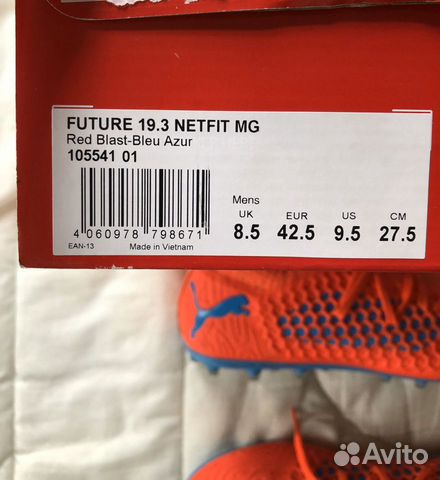 FUTURE 19.3 NETFIT MG
Red Blast-Bleu Azur
105541 01
Mens
UK EUR US CM
8.5 42.5 9.5 27.5
4 060978 798671
EAN-13 Made in Vietnam
Avito